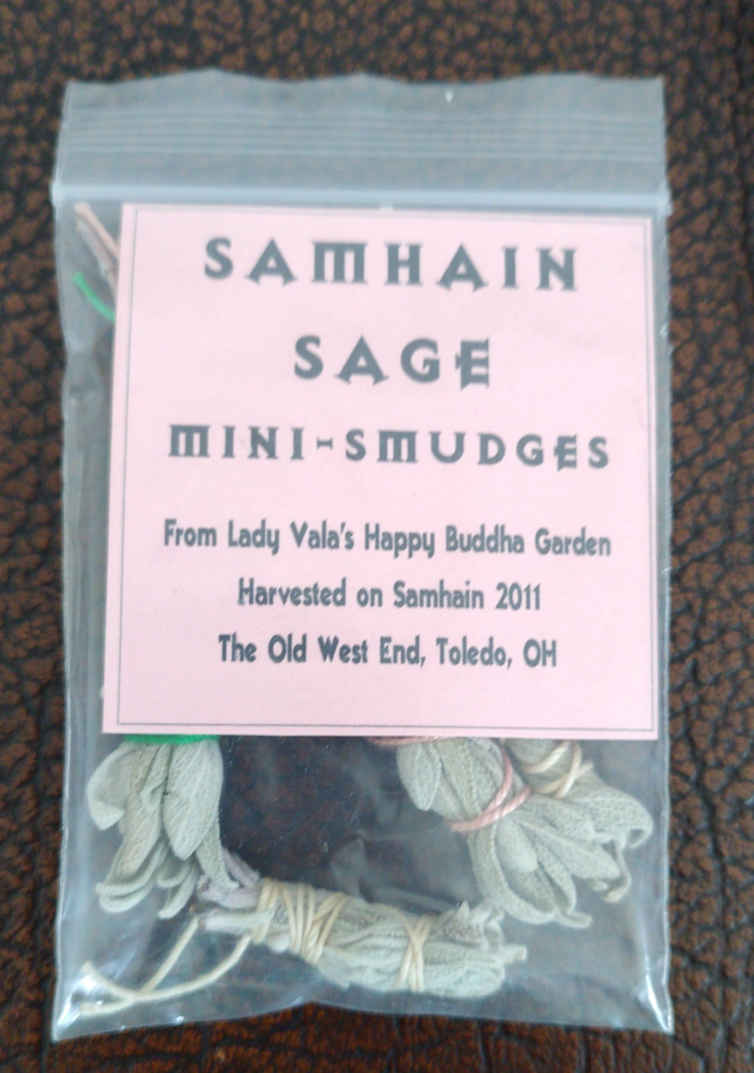 SAMHAIN
SAGE
MINI-SMUDGES
From Lady Vala's Happy Buddha Garden
Harvested on Samhain 2011
The Old West End, Toledo, OH